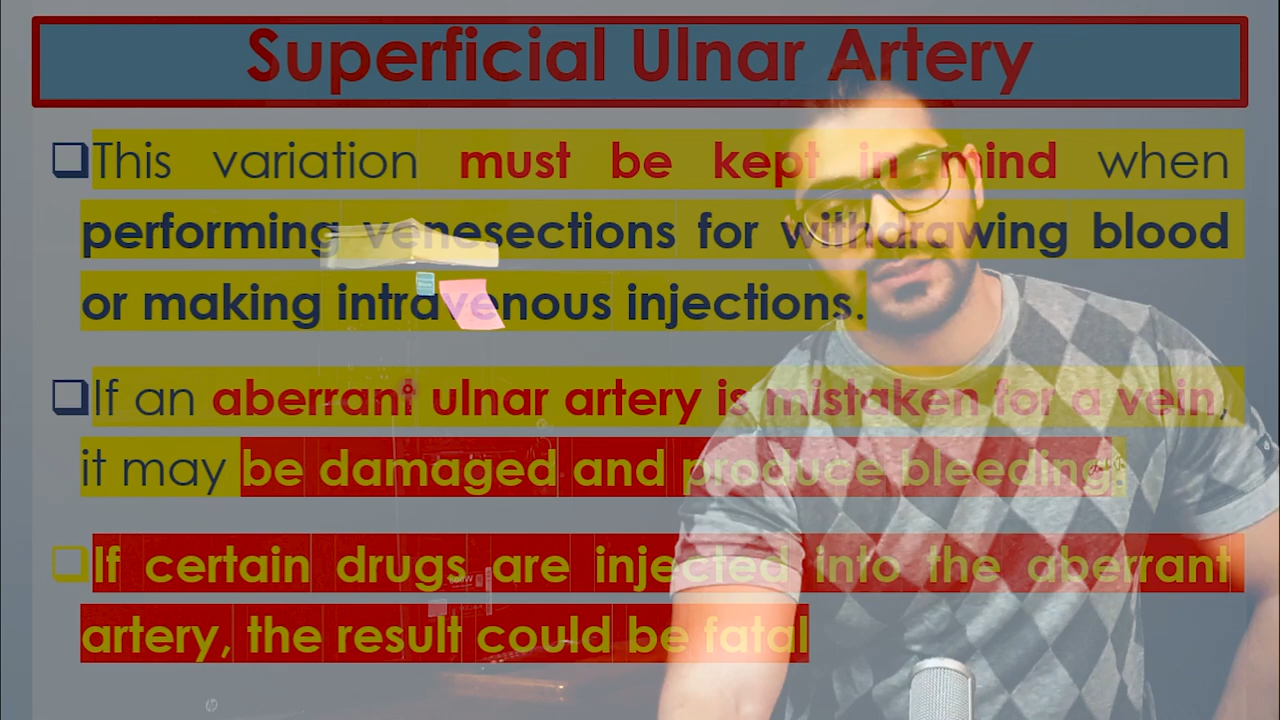 Superficial Ulnar Artery
❑This variation must be kept in mind when
performing venesections for withdrawing blood
or making intravenous injections.
❑If an aberrant ulnar artery is mistaken for a vein,
it may be damaged and produce bleeding.
❑If certain drugs are injected into the aberrant
artery, the result could be fatal
hp